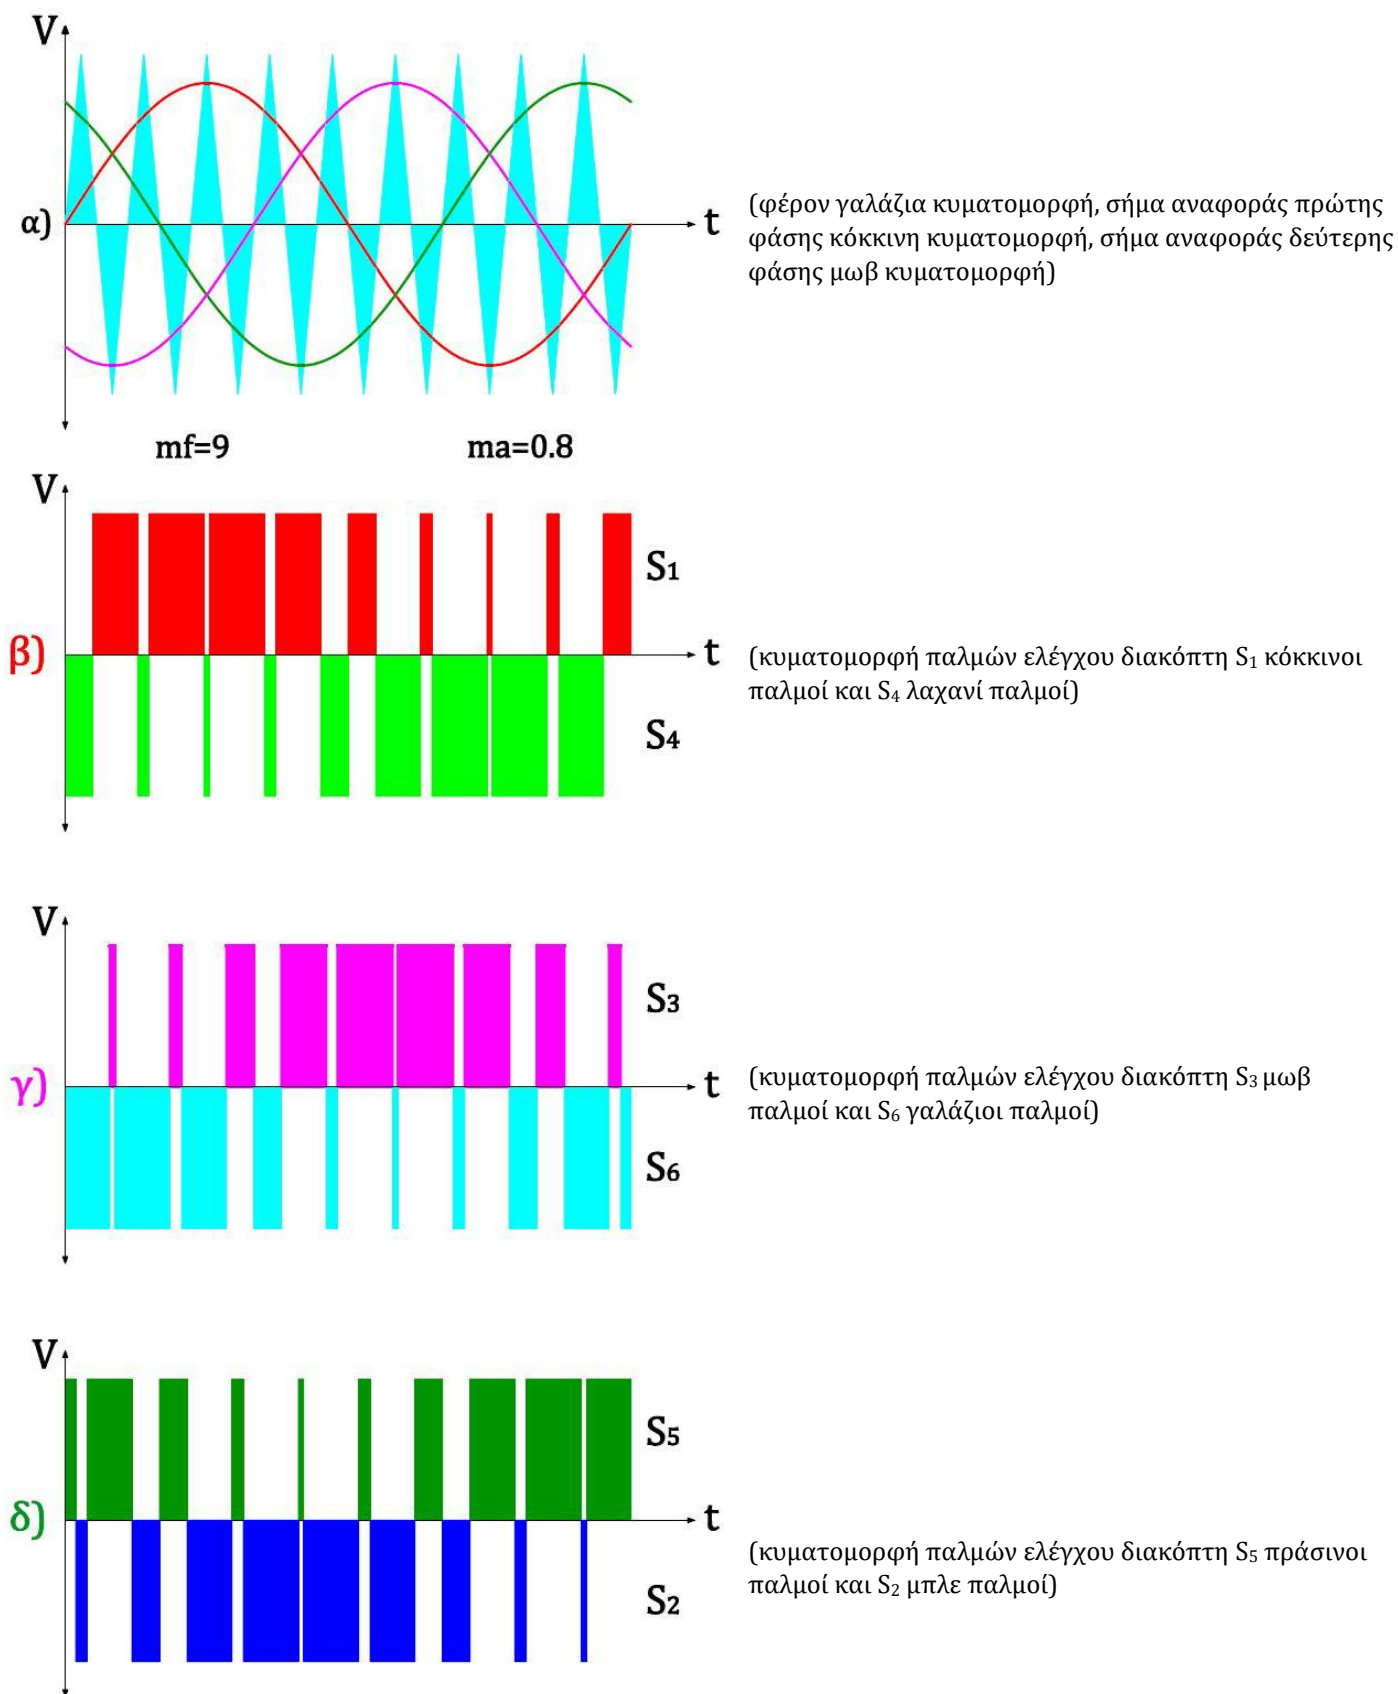 V
α)
t
(φέρον γαλάζια κυματομορφή, σήμα αναφοράς πρώτης
φάσης κόκκινη κυματομορφή, σήμα αναφοράς δεύτερης
φάσης μωβ κυματομορφή)
mf=9
ma=0.8
V
S1
β)
t
(κυματομορφή παλμών ελέγχου διακόπτη S1 κόκκινοι
παλμοί και S4 λαχανί παλμοί)
S4
V
S3
γ)
t
(κυματομορφή παλμών ελέγχου διακόπτη S3 μωβ
παλμοί και S6 γαλάζιοι παλμοί)
S6
V
S5
δ)
t
(κυματομορφή παλμών ελέγχου διακόπτη S5 πράσινοι
παλμοί και S2 μπλε παλμοί)
S2